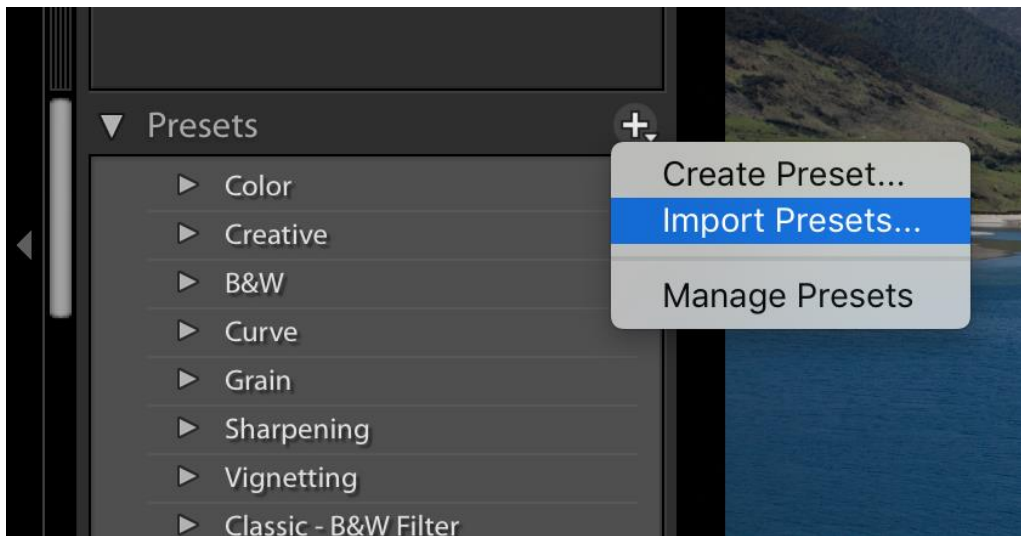 Presets
Create Preset...
Import Presets...
Manage Presets
Color
Creative
B&W
Curve
Grain
Sharpening
Vignetting
Classic - B&W Filter